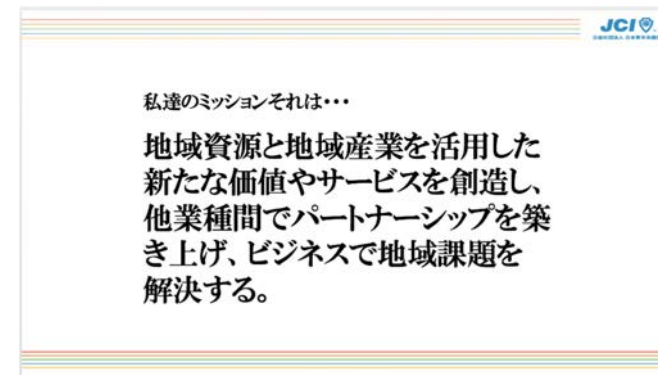 JCI
私達のミッションそれは・・・
地域資源と地域産業を活用した
新たな価値やサービスを創造し、
他業種間でパートナーシップを築
き上げ、ビジネスで地域課題を
解決する。